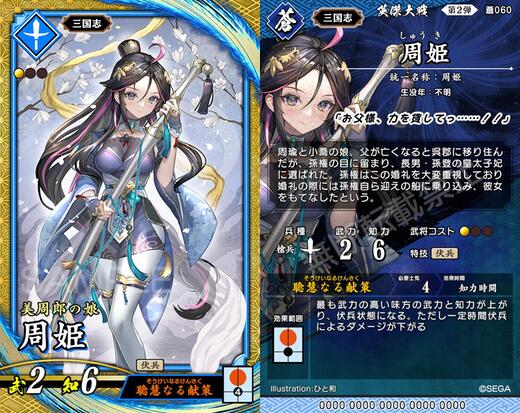 三国志
美周郎の娘
周姫
伏兵
武2 知6
そうけいなるけんさく
聡慧なる献策
4
蒼
三国志
英傑大戦
第2弾
蒼060
しゅうき
周姫
統一名称:周姫
生没年:不明
「お父様、力を貸してっ……!!」
周瑜と小喬の娘。父が亡くなると呉郡に移り住ん
だが、孫権の目に留まり、長男・孫登の皇太子妃
に選ばれた。孫権はこの婚礼を大変重視しており
婚礼の際には孫権自ら迎えの船に乗り込み、彼女
をもてなしたという。
兵種 武力 知力 武将コスト
槍兵 2 6 特技 伏兵
そうけいなるけんさく 必要士気 効果時間
聡慧なる献策 4 知力時間
効果範囲
最も武力の高い味方の武力と知力が上が
り、伏兵状態になる。ただし一定時間伏兵
によるダメージが下がる
Illustration:ひと和
©SEGA
0000 0000 0000 0000 0000